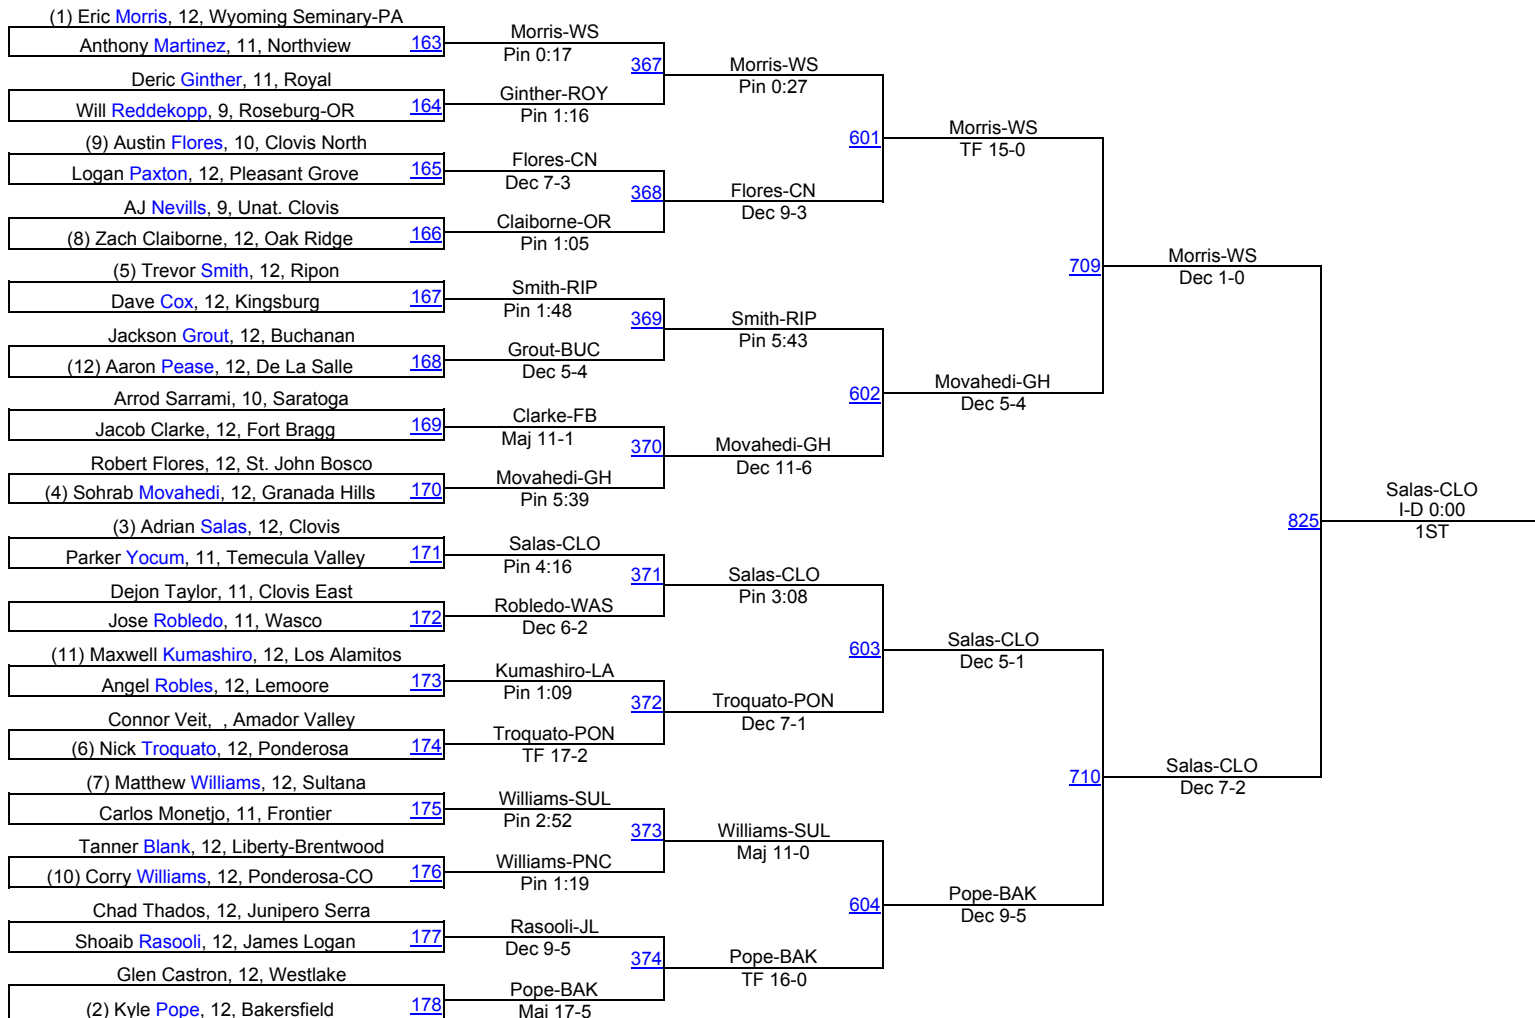 (1) Eric Morris, 12, Wyoming Seminary-PA
Anthony Martinez, 11, Northview
163
Deric Ginther, 11, Royal
Will Reddekopp, 9, Roseburg-OR
164
(9) Austin Flores, 10, Clovis North
Logan Paxton, 12, Pleasant Grove
165
AJ Nevills, 9, Unat. Clovis
(8) Zach Claiborne, 12, Oak Ridge
166
(5) Trevor Smith, 12, Ripon
Dave Cox, 12, Kingsburg
167
Jackson Grout, 12, Buchanan
(12) Aaron Pease, 12, De La Salle
168
Arrod Sarrami, 10, Saratoga
Jacob Clarke, 12, Fort Bragg
169
Robert Flores, 12, St. John Bosco
(4) Sohrab Movahedi, 12, Granada Hills
170
(3) Adrian Salas, 12, Clovis
Parker Yocum, 11, Temecula Valley
171
Dejon Taylor, 11, Clovis East
Jose Robledo, 11, Wasco
172
(11) Maxwell Kumashiro, 12, Los Alamitos
Angel Robles, 12, Lemoore
173
Connor Veit, , Amador Valley
(6) Nick Troquato, 12, Ponderosa
174
(7) Matthew Williams, 12, Sultana
Carlos Monetjo, 11, Frontier
175
Tanner Blank, 12, Liberty-Brentwood
(10) Corry Williams, 12, Ponderosa-CO
176
Chad Thados, 12, Junipero Serra
Shoaib Rasooli, 12, James Logan
177
Glen Castron, 12, Westlake
(2) Kyle Pope, 12, Bakersfield
178
Morris-WS
Pin 0:17
367
Ginther-ROY
Pin 1:16
Flores-CN
Dec 7-3
368
Claiborne-OR
Pin 1:05
Smith-RIP
Pin 1:48
369
Grout-BUC
Dec 5-4
Clarke-FB
Maj 11-1
370
Movahedi-GH
Pin 5:39
Salas-CLO
Pin 4:16
371
Robledo-WAS
Dec 6-2
Kumashiro-LA
Pin 1:09
372
Troquato-PON
TF 17-2
Williams-SUL
Pin 2:52
373
Williams-PNC
Pin 1:19
Rasooli-JL
Dec 9-5
374
Pope-BAK
Maj 17-5
Morris-WS
Pin 0:27
601
Flores-CN
Dec 9-3
Smith-RIP
Pin 5:43
602
Movahedi-GH
Dec 11-6
Salas-CLO
Pin 3:08
603
Troquato-PON
Dec 7-1
Williams-SUL
Maj 11-0
604
Pope-BAK
TF 16-0
Morris-WS
TF 15-0
709
Movahedi-GH
Dec 5-4
Salas-CLO
Dec 5-1
710
Pope-BAK
Dec 9-5
Morris-WS
Dec 1-0
825
Salas-CLO
Dec 7-2
Salas-CLO
I-D 0:00
1ST